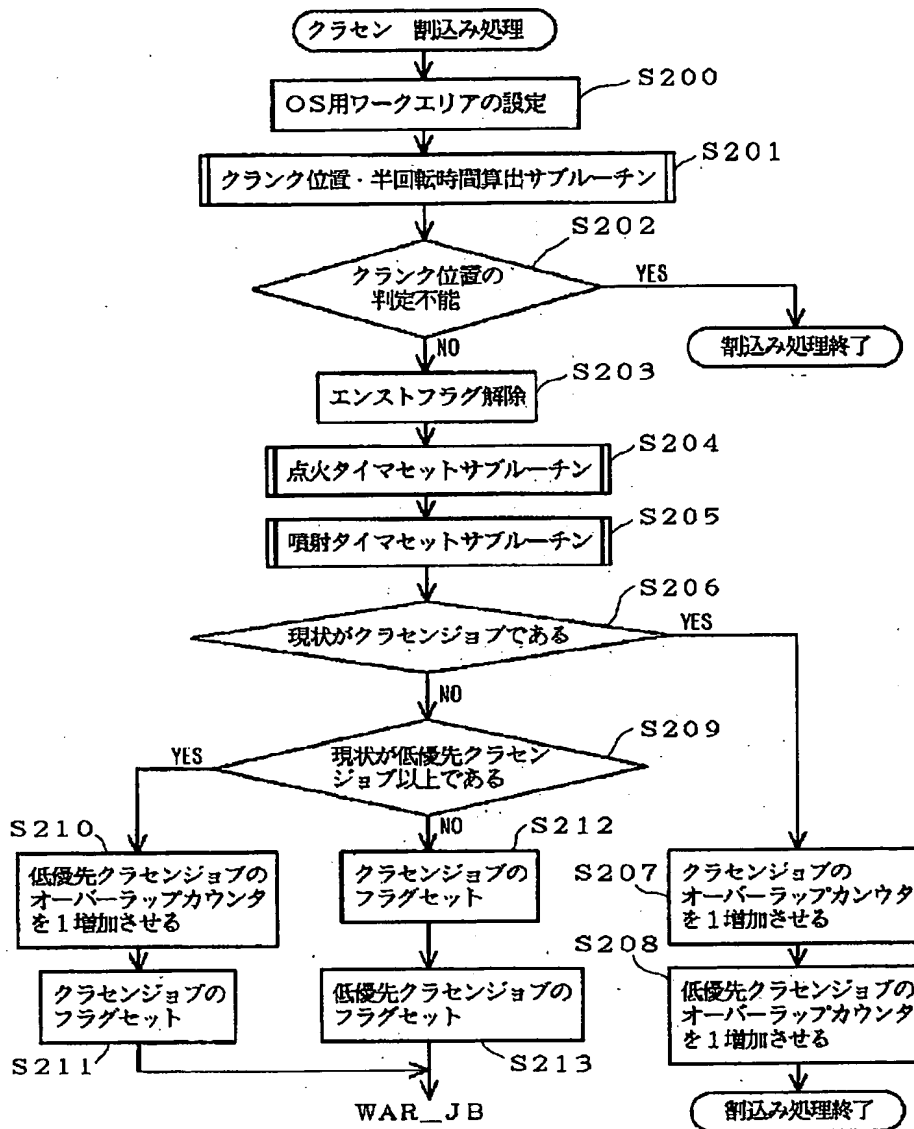 クラセン 割込み処理
S200
OS用ワークエリアの設定
S201
クランク位置・半回転時間算出サブルーチン
S202
クランク位置の
判定不能
YES
割込み処理終了
NO
S203
エンストフラグ解除
S204
点火タイマセットサブルーチン
S205
噴射タイマセットサブルーチン
S206
現状がクラセンジョブである
YES
NO
S209
現状が低優先クラセン
ジョブ以上である
YES
NO
S210
低優先クラセンジョブの
オーバーラップカウンタ
を1増加させる
S212
クラセンジョブの
フラグセット
S207
クラセンジョブの
オーバーラップカンウタ
を1増加させる
S208
クラセンジョブの
フラグセット
S211
低優先クラセンジョブの
フラグセット
S213
低優先クラセンジョブの
オーバーラップカウンタ
を1増加させる
WAR_JB
割込み処理終了